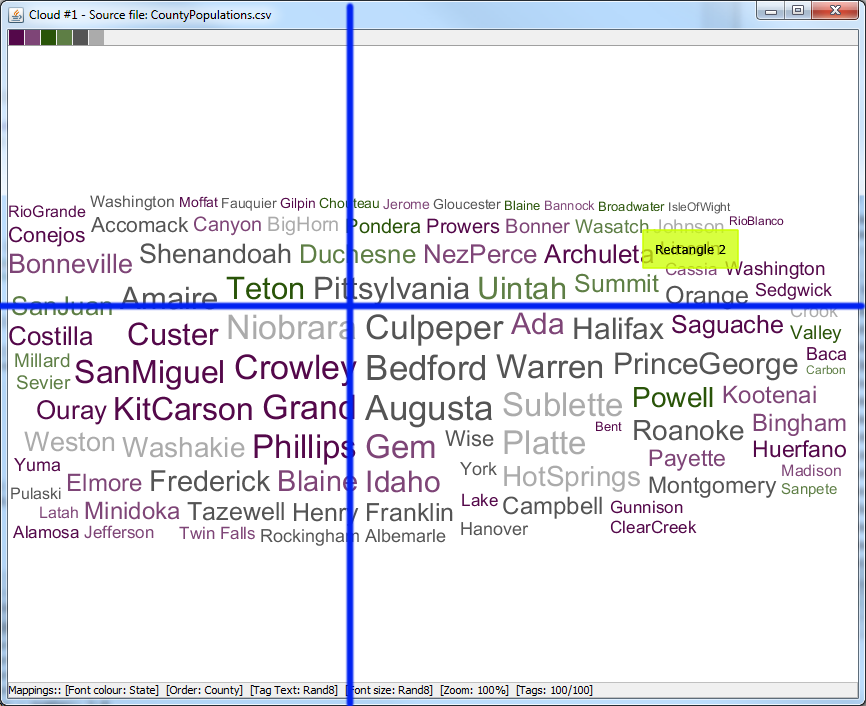 Cloud #1 - Source file: CountyPopulations.csv
Washington Moffat Fauquier Gilpin Chouteau Jerome Gloucester Blaine Bannock Broadwater IsleOfWight
RioGrande Accomack Canyon BigHorn Pondera Prowers Bonner Wasatch Johnson RioBlanco
Conejos Shenandoah Duchesne NezPerce Archuleta Rectangle 2
Bonneville Cassia Washington
Teton Pittsylvania Uintah Summit Orange Sedgwick
SanJuan Amaire Crook
Costilla Custer Niobrara Culpeper Ada Halifax Saguache Valley
Millard SanMiguel Crowley Bedford Warren PrinceGeorge Baca
Sevier Carbon
Ouray KitCarson Grand Augusta Sublette Powell Kootenai
Weston Washakie Phillips Gem Wise Platte Bent Roanoke Bingham
Yuma Payette Huerfano
Elmore Frederick Blaine Idaho York HotSprings Montgomery Madison
Pulaski Sanpete
Latah Minidoka Tazewell Henry Franklin Lake Campbell Gunnison
Alamosa Jefferson Twin Falls Rockingham Albemarle Hanover ClearCreek
Mappings:: [Font colour: State] [Order: County] [Tag Text: Rand8] [Font size: Rand8] [Zoom: 100%] [Tags: 100/100]